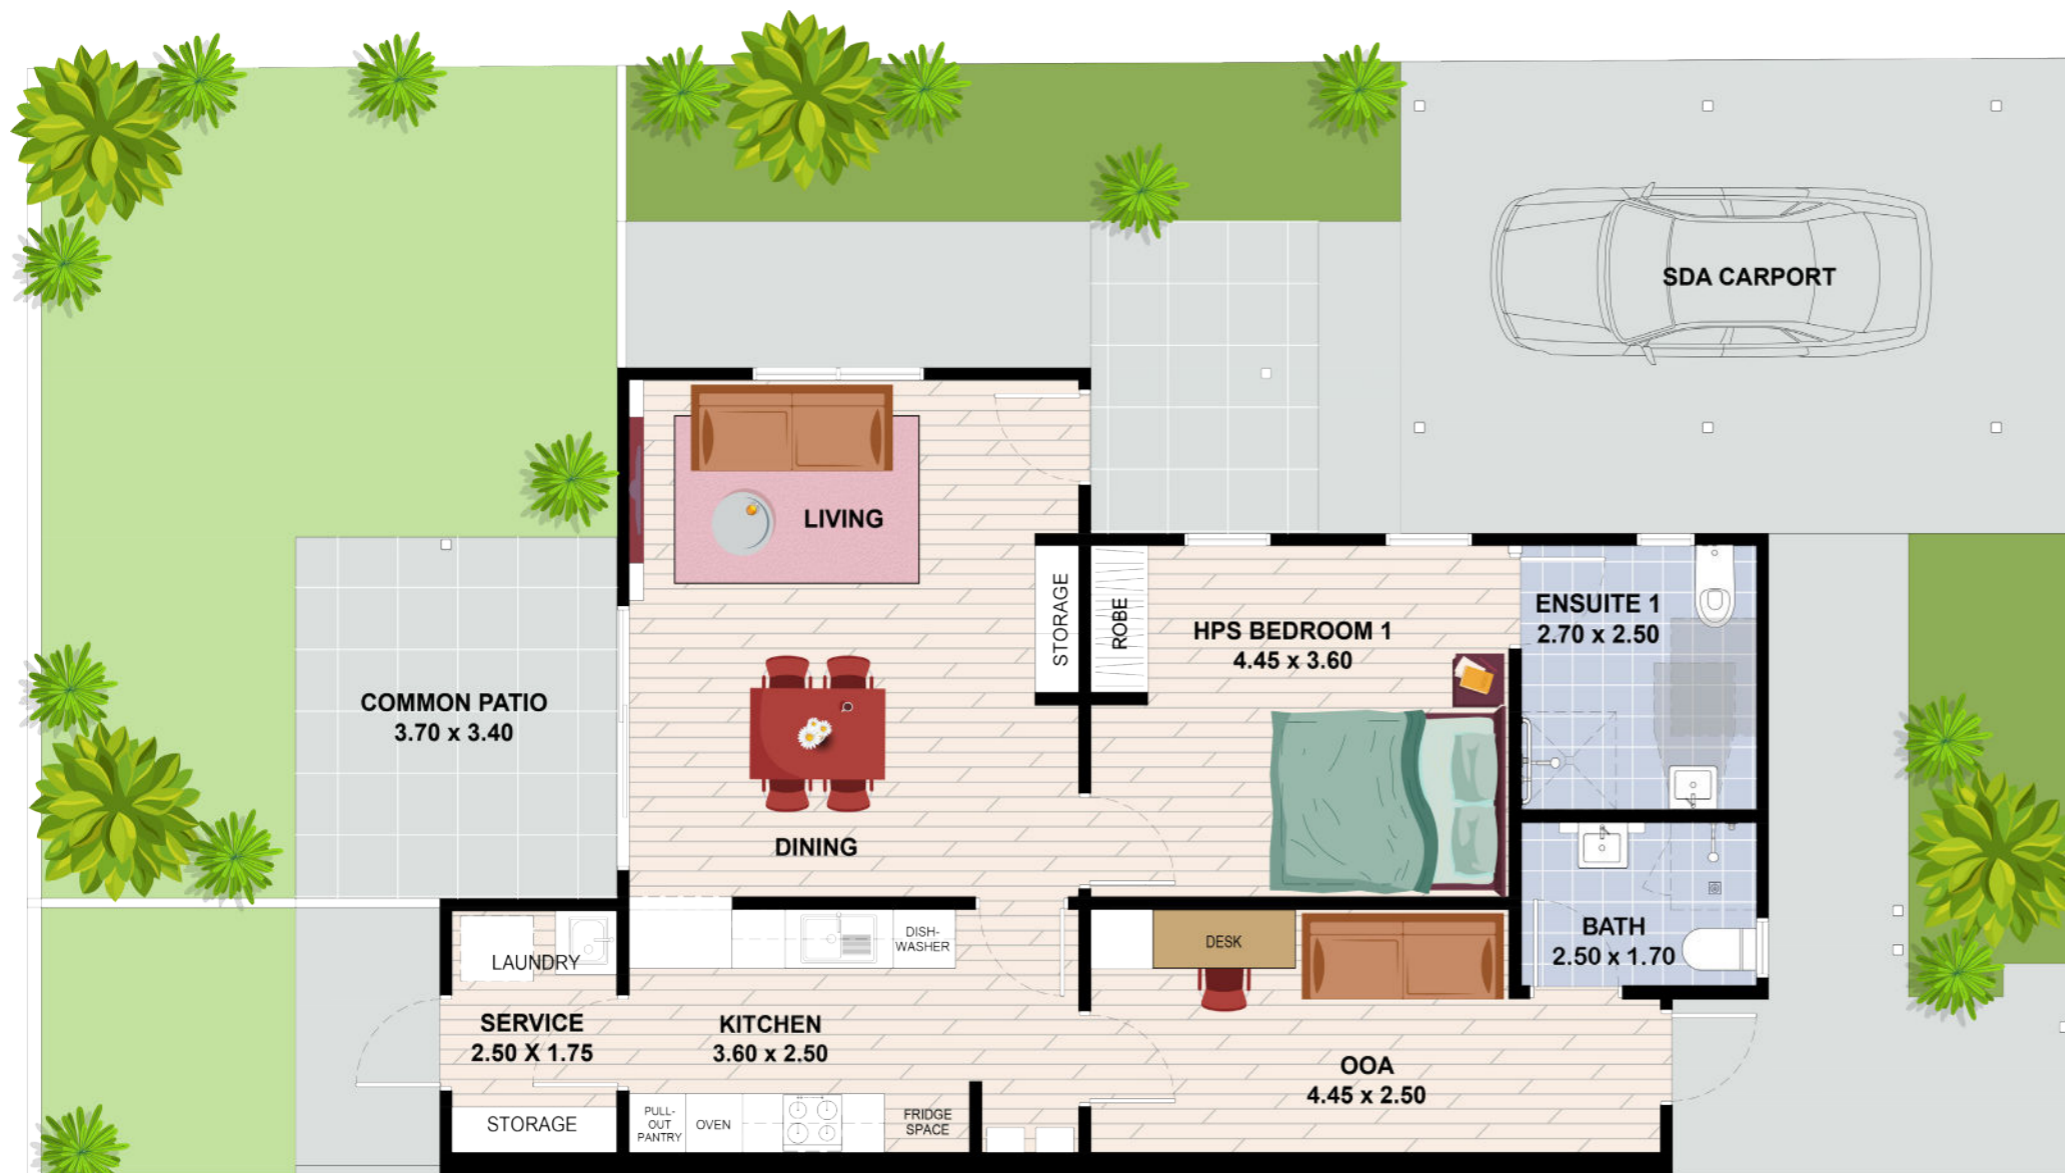 SDA CARPORT
LIVING
STORAGE
ROBE
HPS BEDROOM 1
4.45 x 3.60
ENSUITE 1
2.70 x 2.50
COMMON PATIO
3.70 x 3.40
DINING
DISH-
WASHER
DESK
BATH
2.50 x 1.70
LAUNDRY
SERVICE
2.50 X 1.75
KITCHEN
3.60 x 2.50
OOA
4.45 x 2.50
STORAGE
PULL-
OUT
PANTRY
OVEN
FRIDGE
SPACE